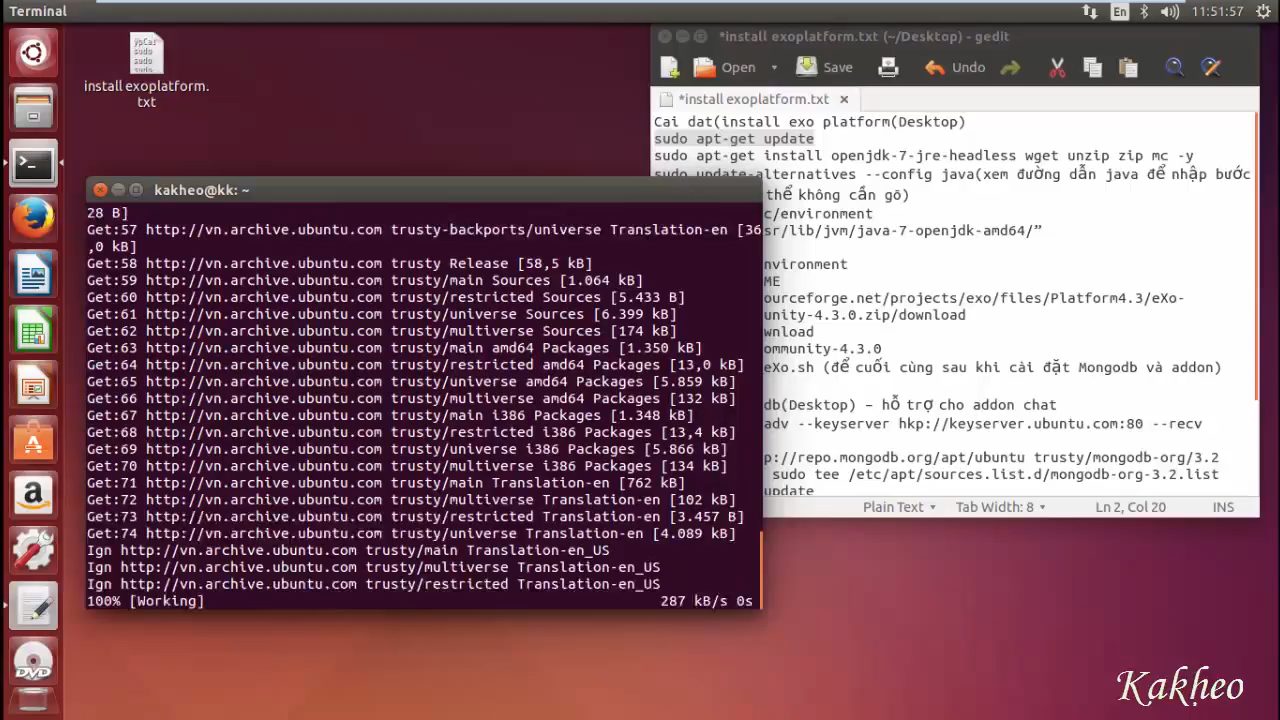 Terminal
En
11:51:57
ypCai
sudo
sudo
sudo
install exoplatform.
txt
*install exoplatform.txt (~/Desktop) - gedit
Open
Save
Undo
*install exoplatform.txt
Cai dat(install exo platform(Desktop)
sudo apt-get update
sudo apt-get install openjdk-7-jre-headless wget unzip zip mc -y
sudo update-alternatives --config java(xem đường dẫn java để nhập bước
thể không cần gõ)
c/environment
sr/lib/jvm/java-7-openjdk-amd64/”
nvironment
ME
ourceforge.net/projects/exo/files/Platform4.3/eXo-
unity-4.3.0.zip/download
wnload
ommunity-4.3.0
eXo.sh (để cuối cùng sau khi cài đặt Mongodb và addon)
db(Desktop) – hỗ trợ cho addon chat
adv --keyserver hkp://keyserver.ubuntu.com:80 --recv
p://repo.mongodb.org/apt/ubuntu trusty/mongodb-org/3.2
sudo tee /etc/apt/sources.list.d/mongodb-org-3.2.list
update
Plain Text
Tab Width: 8
Ln 2, Col 20
INS
kakheo@kk: ~
28 B]
Get:57 http://vn.archive.ubuntu.com trusty-backports/universe Translation-en [36
,0 kB]
Get:58 http://vn.archive.ubuntu.com trusty Release [58,5 kB]
Get:59 http://vn.archive.ubuntu.com trusty/main Sources [1.064 kB]
Get:60 http://vn.archive.ubuntu.com trusty/restricted Sources [5.433 B]
Get:61 http://vn.archive.ubuntu.com trusty/universe Sources [6.399 kB]
Get:62 http://vn.archive.ubuntu.com trusty/multiverse Sources [174 kB]
Get:63 http://vn.archive.ubuntu.com trusty/main amd64 Packages [1.350 kB]
Get:64 http://vn.archive.ubuntu.com trusty/restricted amd64 Packages [13,0 kB]
Get:65 http://vn.archive.ubuntu.com trusty/universe amd64 Packages [5.859 kB]
Get:66 http://vn.archive.ubuntu.com trusty/multiverse amd64 Packages [132 kB]
Get:67 http://vn.archive.ubuntu.com trusty/main i386 Packages [1.348 kB]
Get:68 http://vn.archive.ubuntu.com trusty/restricted i386 Packages [13,4 kB]
Get:69 http://vn.archive.ubuntu.com trusty/universe i386 Packages [5.866 kB]
Get:70 http://vn.archive.ubuntu.com trusty/multiverse i386 Packages [134 kB]
Get:71 http://vn.archive.ubuntu.com trusty/main Translation-en [762 kB]
Get:72 http://vn.archive.ubuntu.com trusty/multiverse Translation-en [102 kB]
Get:73 http://vn.archive.ubuntu.com trusty/restricted Translation-en [3.457 B]
Get:74 http://vn.archive.ubuntu.com trusty/universe Translation-en [4.089 kB]
Ign http://vn.archive.ubuntu.com trusty/main Translation-en_US
Ign http://vn.archive.ubuntu.com trusty/multiverse Translation-en_US
Ign http://vn.archive.ubuntu.com trusty/restricted Translation-en_US
100% [Working] 287 kB/s 0s
DVD
Kakheo